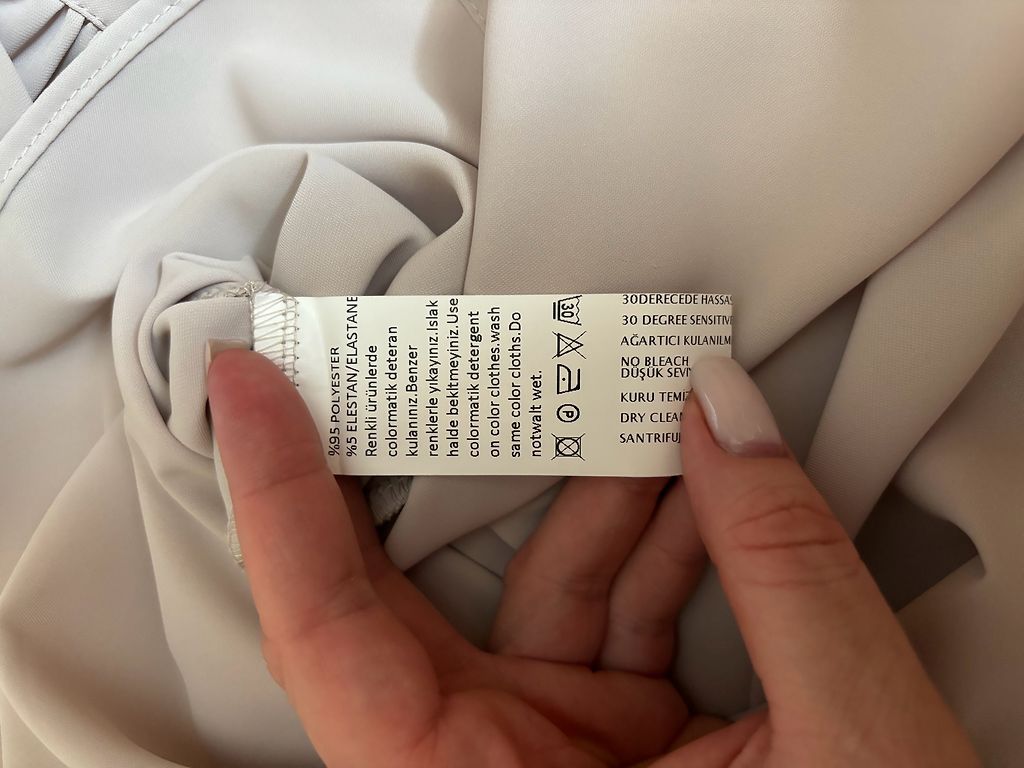 %95 POLYESTER
%5 ELESTAN/ELASTANE
Renkli ürünlerde
colormatik deteran
kulanınız.Benzer
renklerle yıkayınız.Islak
halde bekltmeyiniz.Use
colormatik detergent
on color clothes.wash
same color cloths.Do
notwalt wet.
30
P
30DERECEDE HASSAS
30 DEGREE SENSITIVE
AĞARTICI KULANILM
NO BLEACH
DÜŞÜK SEVİ
KURU TEMİZ
DRY CLEAN
SANTRIFUJ